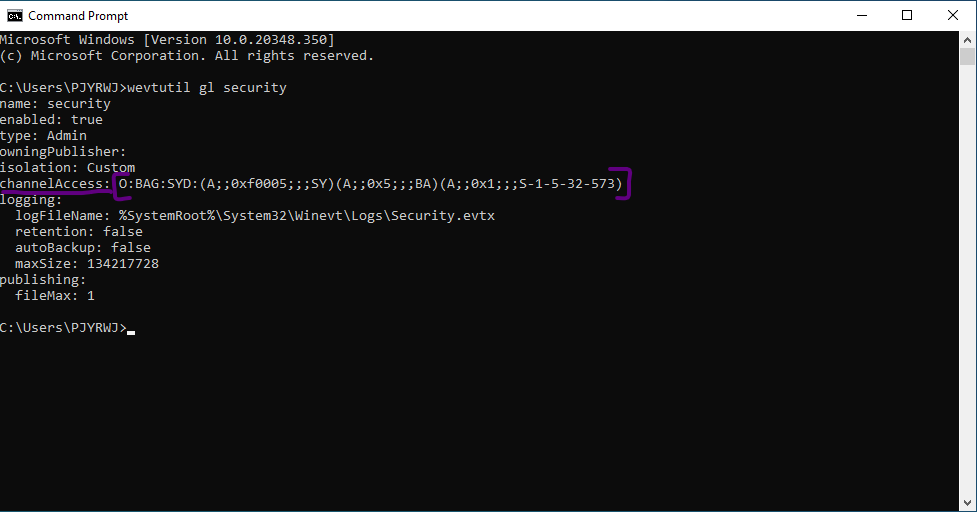 Command Prompt
Microsoft Windows [Version 10.0.20348.350]
(c) Microsoft Corporation. All rights reserved.
C:\Users\PJYRWJ>wevtutil gl security
name: security
enabled: true
type: Admin
owningPublisher:
isolation: Custom
channelAccess: O:BAG:SYD:(A;;0xf0005;;;SY)(A;;0x5;;;BA)(A;;0x1;;;S-1-5-32-573)
logging:
  logFileName: %SystemRoot%\System32\Winevt\Logs\Security.evtx
  retention: false
  autoBackup: false
  maxSize: 134217728
publishing:
  fileMax: 1
C:\Users\PJYRWJ>